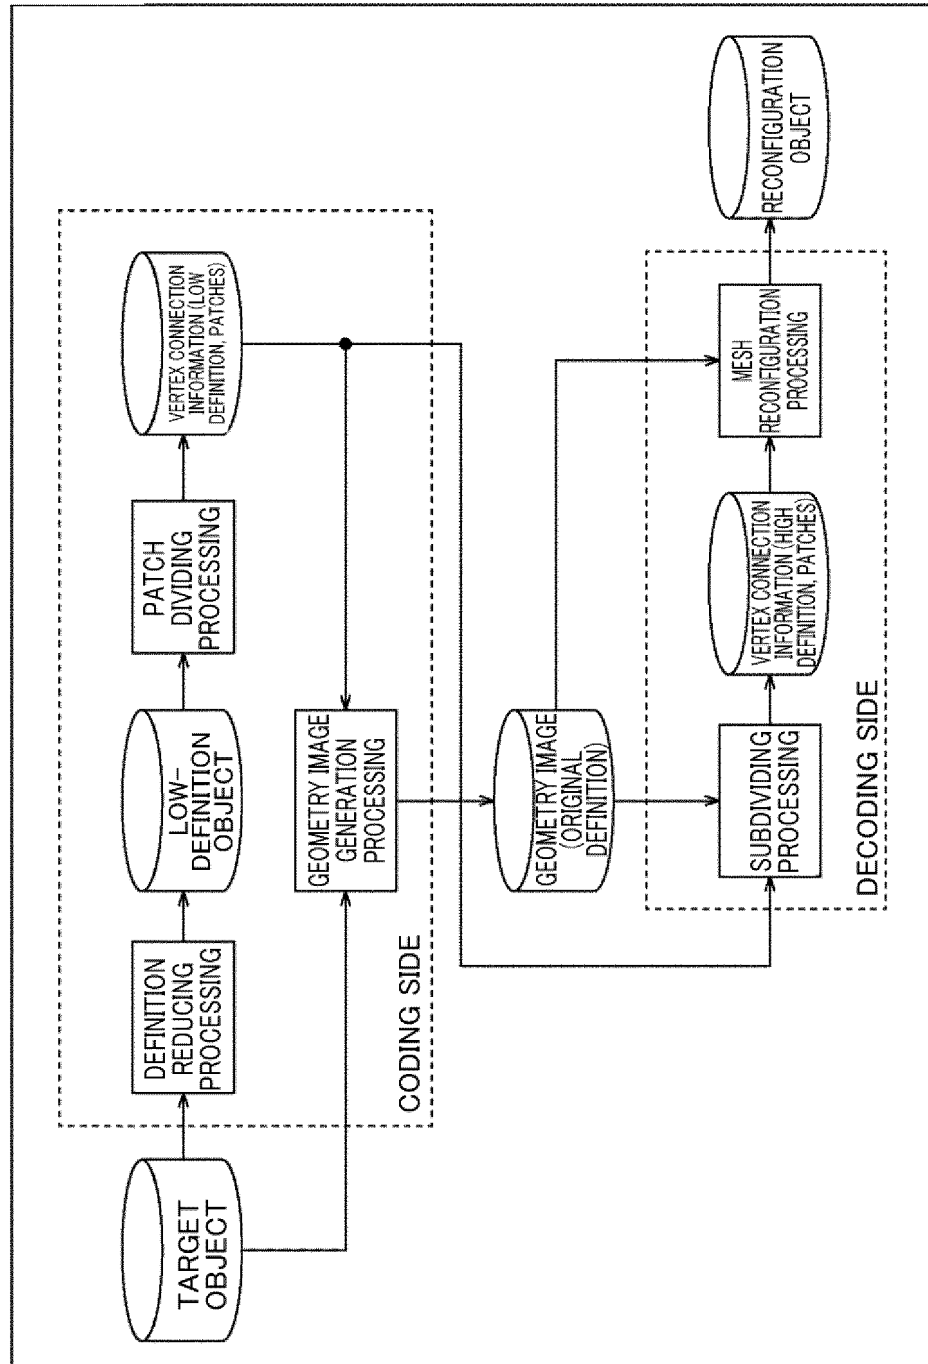 TARGET
OBJECT
DEFINITION
REDUCING
PROCESSING
LOW-
DEFINITION
OBJECT
PATCH
DIVIDING
PROCESSING
VERTEX CONNECTION
INFORMATION (LOW
DEFINITION, PATCHES)
GEOMETRY IMAGE
GENERATION
PROCESSING
CODING SIDE
GEOMETRY IMAGE
(ORIGINAL
DEFINITION)
SUBDIVIDING
PROCESSING
VERTEX CONNECTION
INFORMATION (HIGH
DEFINITION, PATCHES)
MESH
RECONFIGURATION
PROCESSING
RECONFIGURATION
OBJECT
DECODING SIDE